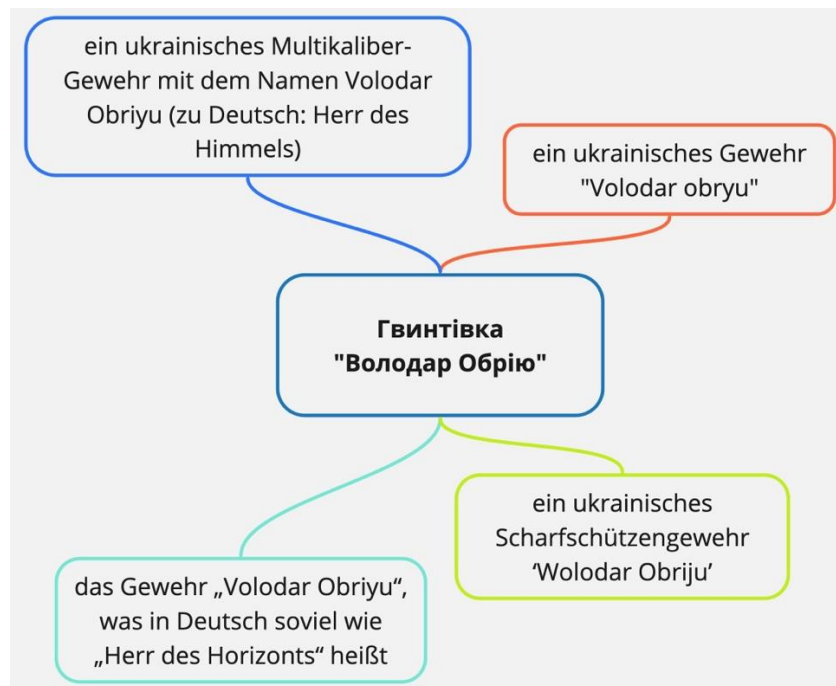 ein ukrainisches Multikaliber-
Gewehr mit dem Namen Volodar
Obriyu (zu Deutsch: Herr des
Himmels)
ein ukrainisches Gewehr
"Volodar obryu"
Гвинтівка
"Володар Обрію"
ein ukrainisches
Scharfschützengewehr
‘Wolodar Obriju’
das Gewehr „Volodar Obriyu“,
was in Deutsch soviel wie
„Herr des Horizonts“ heißt